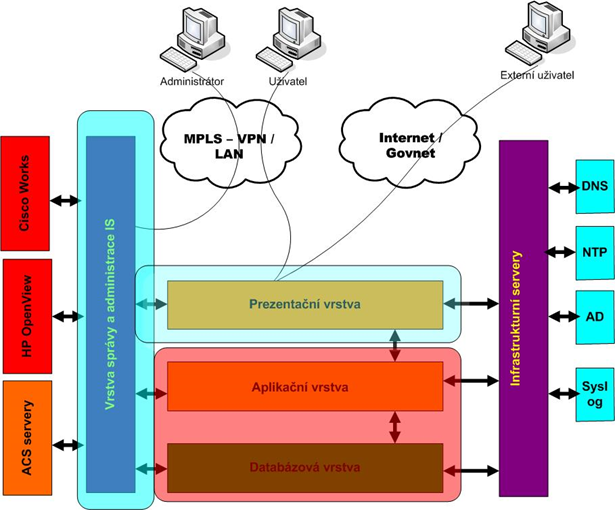 Administrátor
Uživatel
Externí uživatel
MPLS – VPN /
LAN
Internet /
Govnet
Cisco Works
HP OpenView
ACS servery
Vrstva správy a administrace IS
Prezentační vrstva
Aplikační vrstva
Databázová vrstva
Infrastrukturní servery
DNS
NTP
AD
Sysl
og